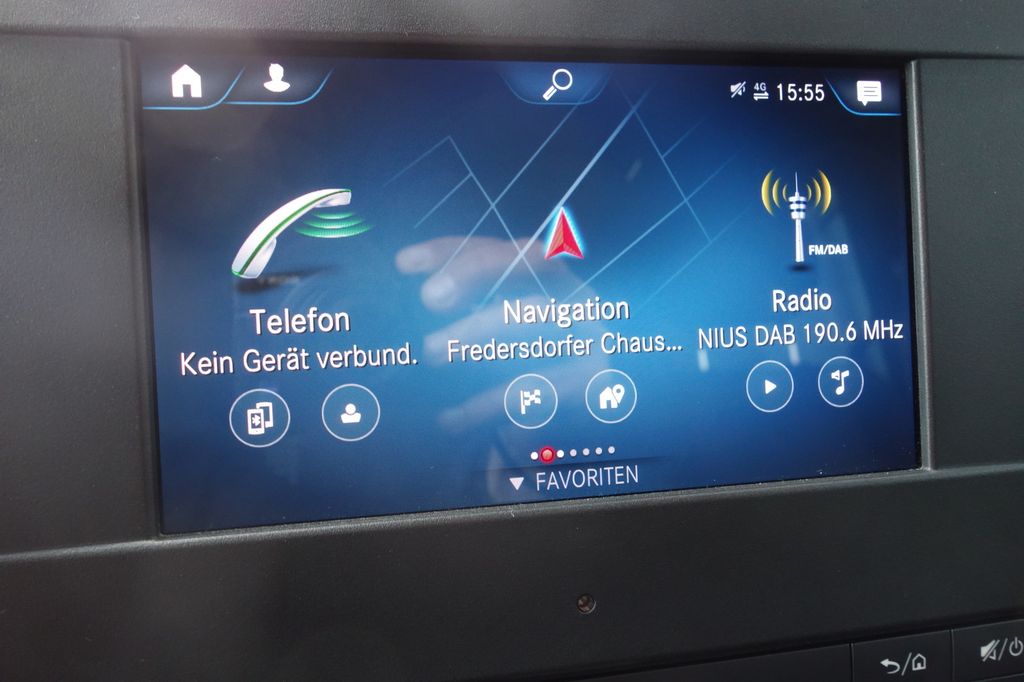 4G 15:55
FM/DAB
Telefon
Kein Gerät verbund.
Navigation
Fredersdorfer Chaus...
Radio
NIUS DAB 190.6 MHz
FAVORITEN